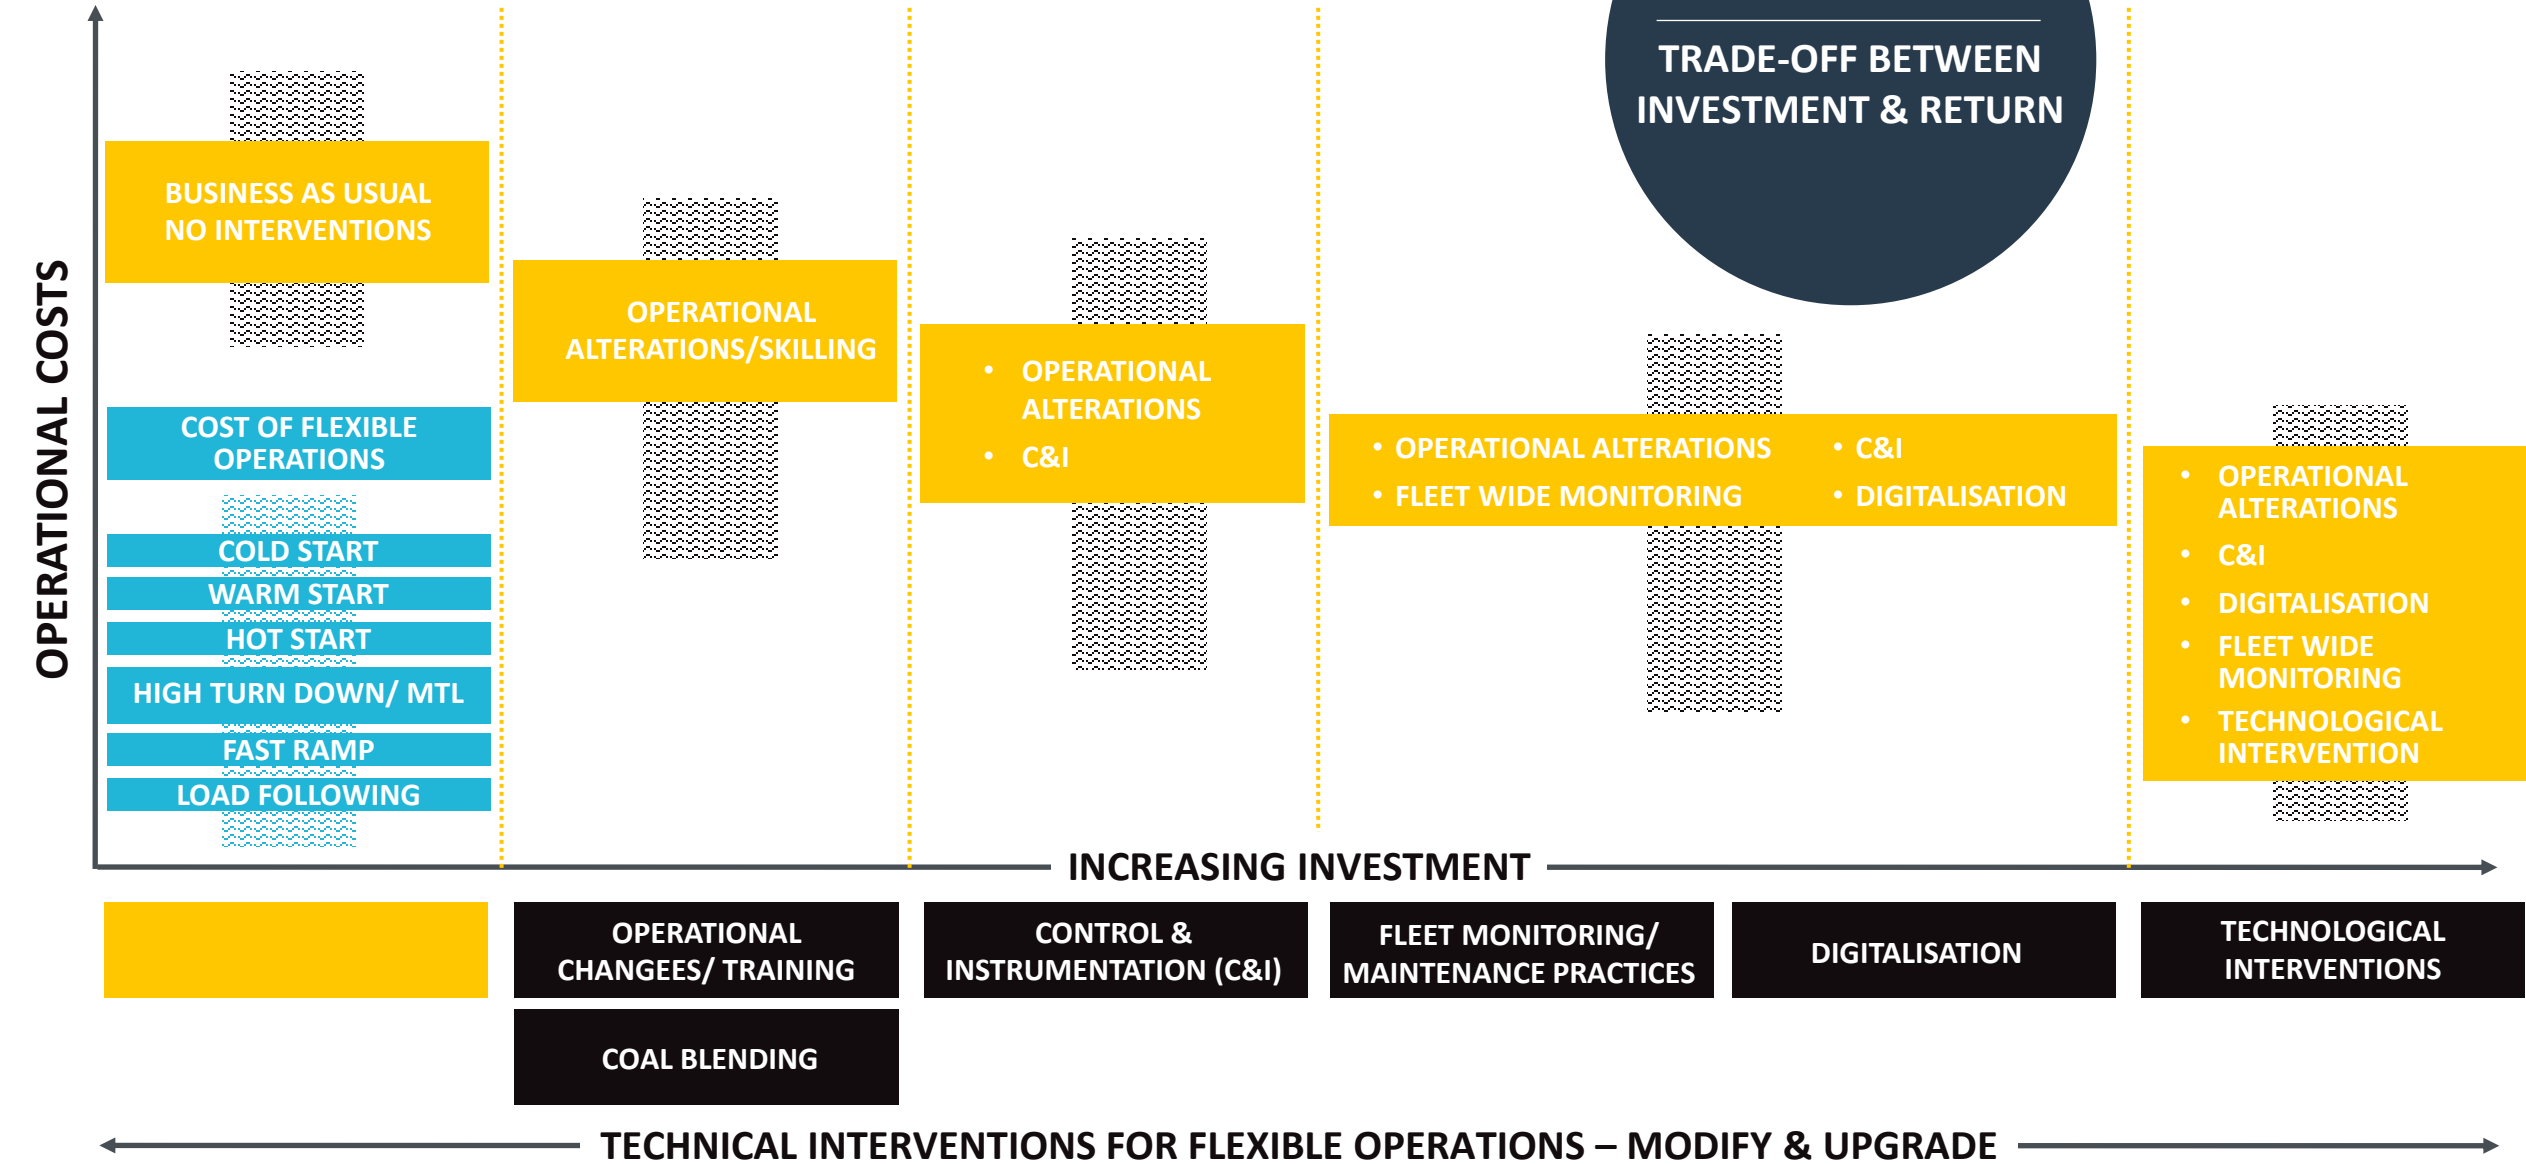 TRADE-OFF BETWEEN
INVESTMENT & RETURN
OPERATIONAL COSTS
BUSINESS AS USUAL
NO INTERVENTIONS
COST OF FLEXIBLE
OPERATIONS
COLD START
WARM START
HOT START
HIGH TURN DOWN/ MTL
FAST RAMP
LOAD FOLLOWING
OPERATIONAL
ALTERATIONS/SKILLING
• OPERATIONAL
ALTERATIONS
• C&I
• OPERATIONAL ALTERATIONS
• FLEET WIDE MONITORING
• C&I
• DIGITALISATION
• OPERATIONAL
ALTERATIONS
• C&I
• DIGITALISATION
• FLEET WIDE
MONITORING
• TECHNOLOGICAL
INTERVENTION
INCREASING INVESTMENT
OPERATIONAL
CHANGEES/ TRAINING
COAL BLENDING
CONTROL &
INSTRUMENTATION (C&I)
FLEET MONITORING/
MAINTENANCE PRACTICES
DIGITALISATION
TECHNOLOGICAL
INTERVENTIONS
TECHNICAL INTERVENTIONS FOR FLEXIBLE OPERATIONS – MODIFY & UPGRADE